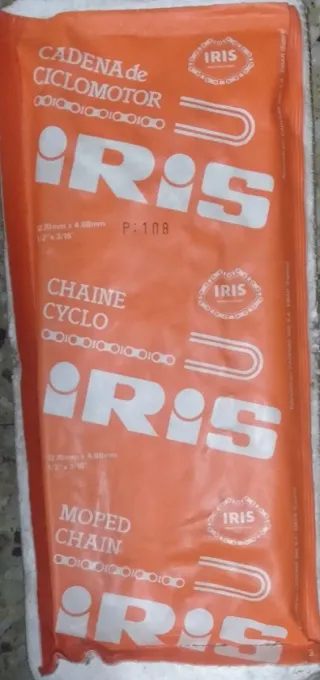 CADENA de
CICLOMOTOR
IRIS
iRiS
12.70mm x 4.88mm
1/2" x 3/16"
P: 108
CHAINE
CYCLO
IRIS
iRiS
12.70mm x 4.88mm
1/2" x 3/16"
MOPED
CHAIN
IRIS
iRiS